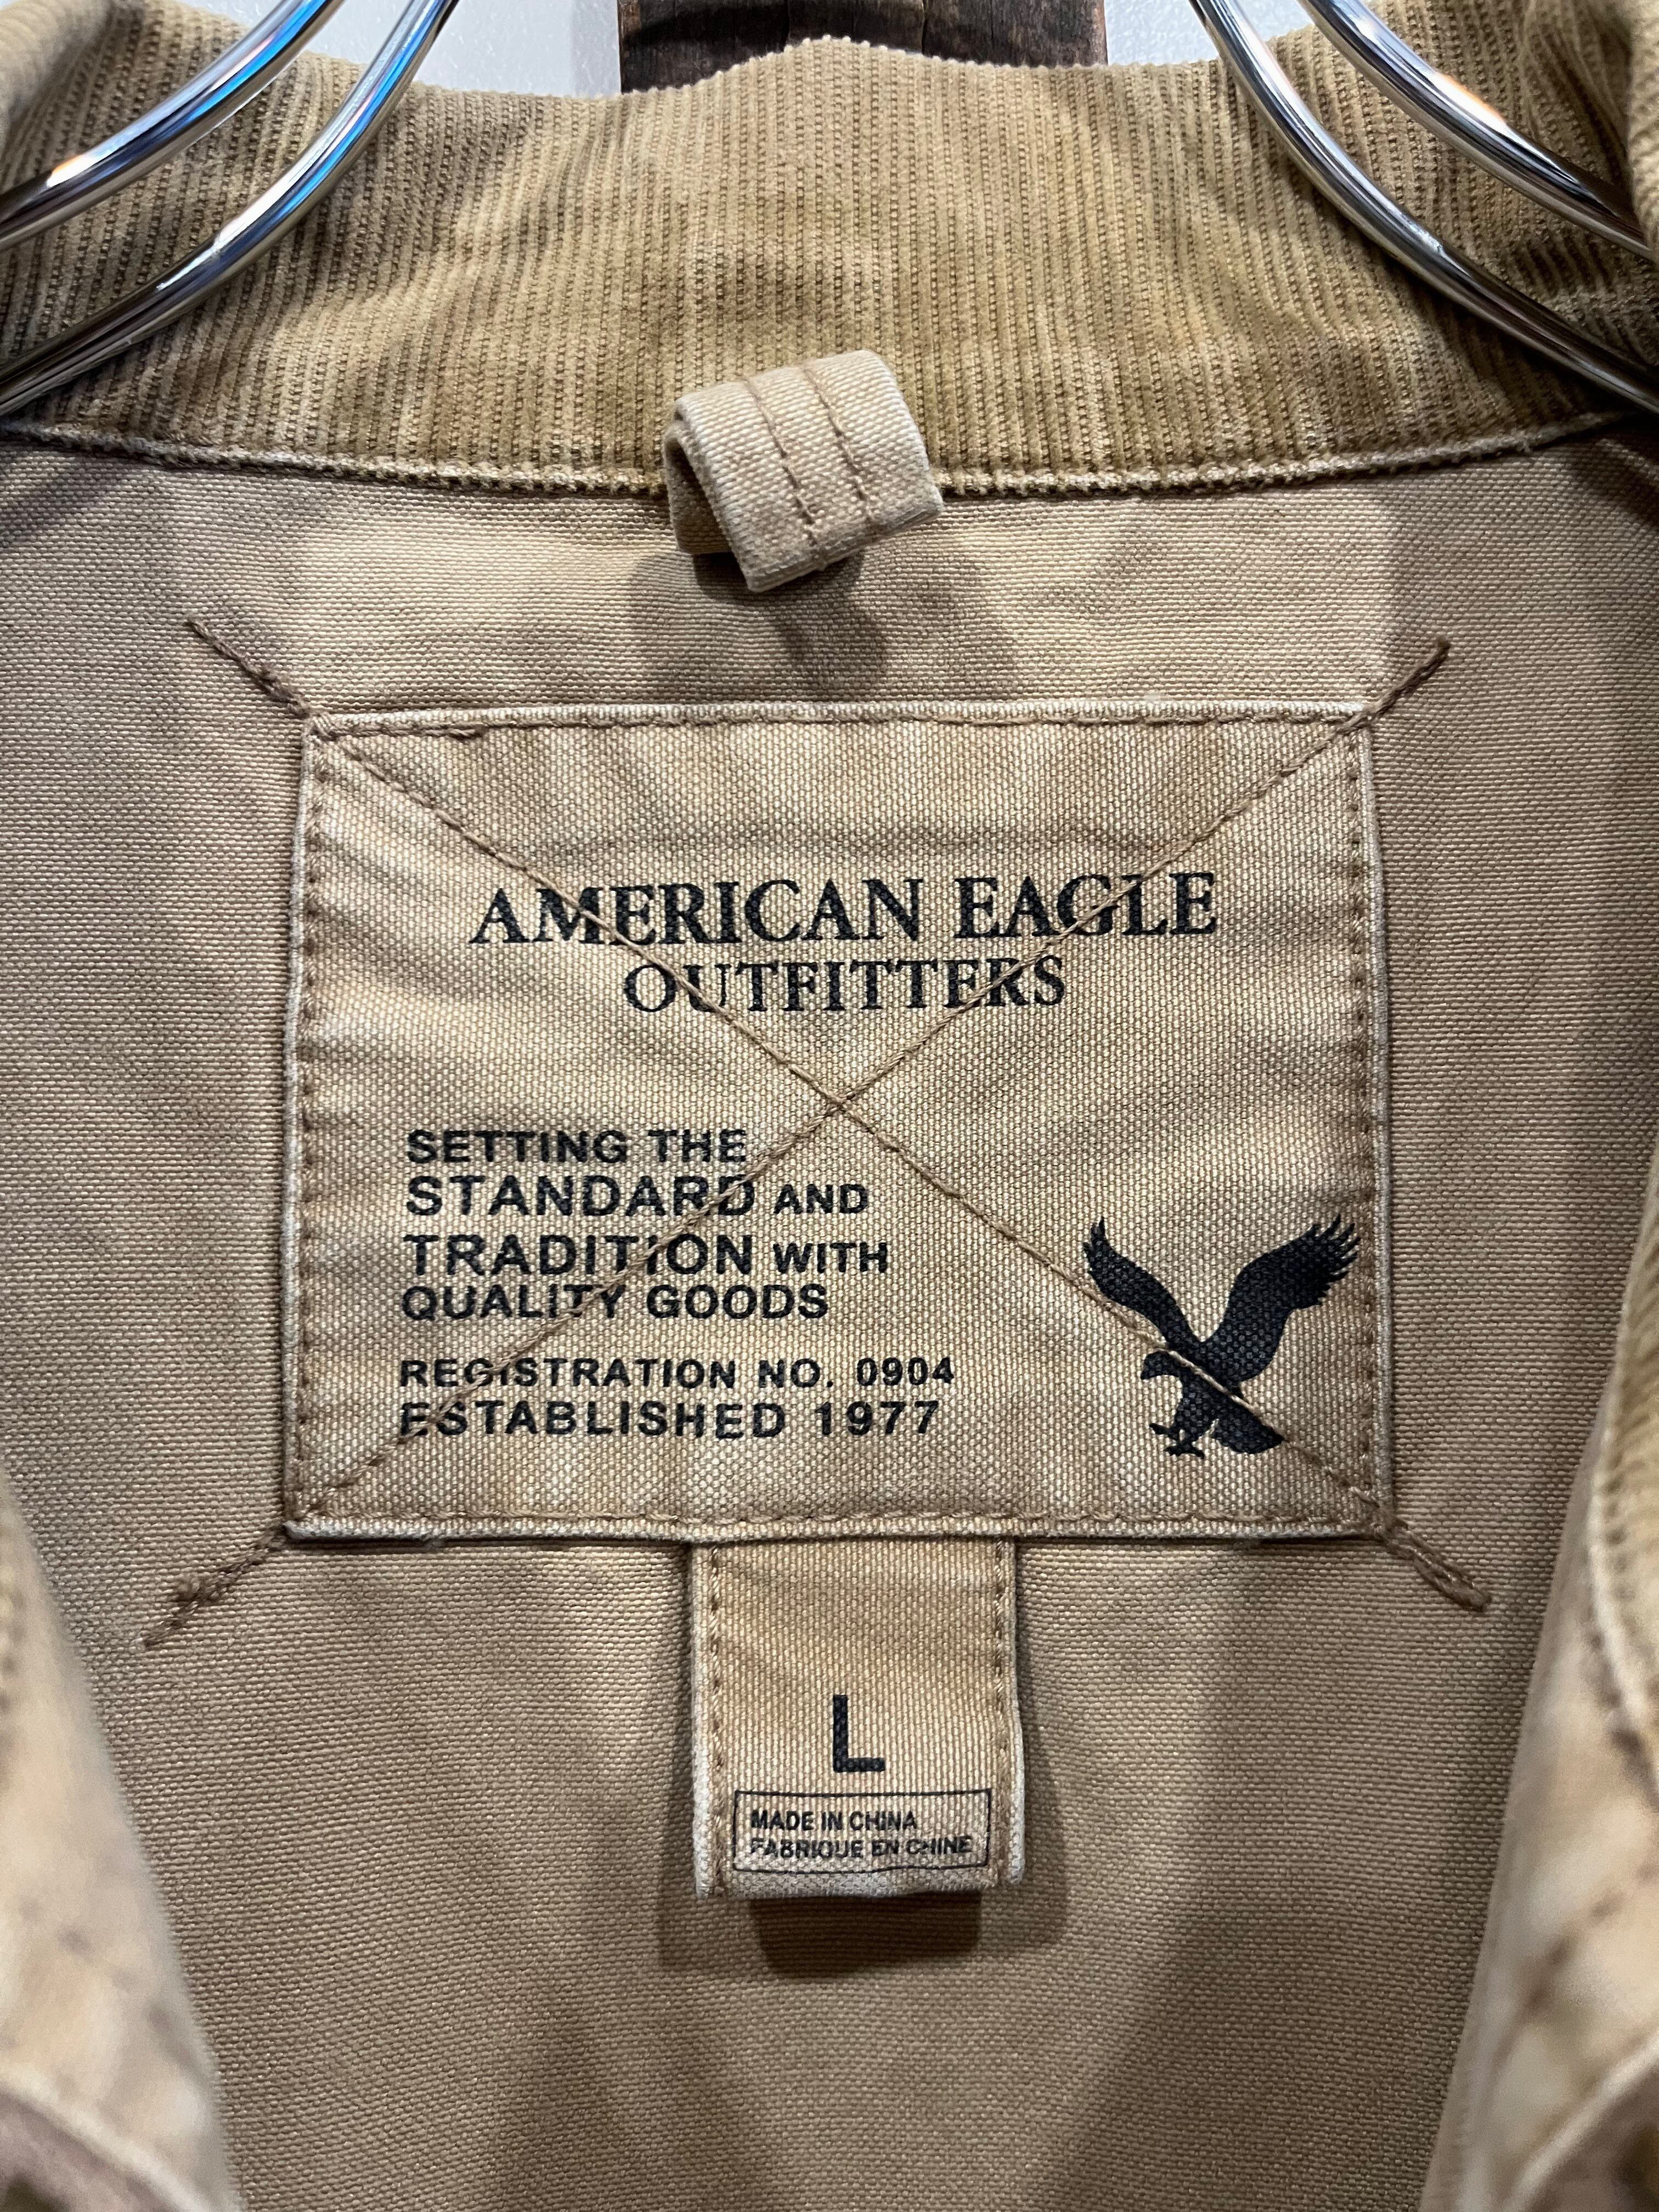 AMERICAN EAGLE
OUTFITTERS
SETTING THE
STANDARD AND
TRADITION WITH
QUALITY GOODS
REGISTRATION NO. 0904
ESTABLISHED 1977
L
MADE IN CHINA
FABRIQUE EN CHINE